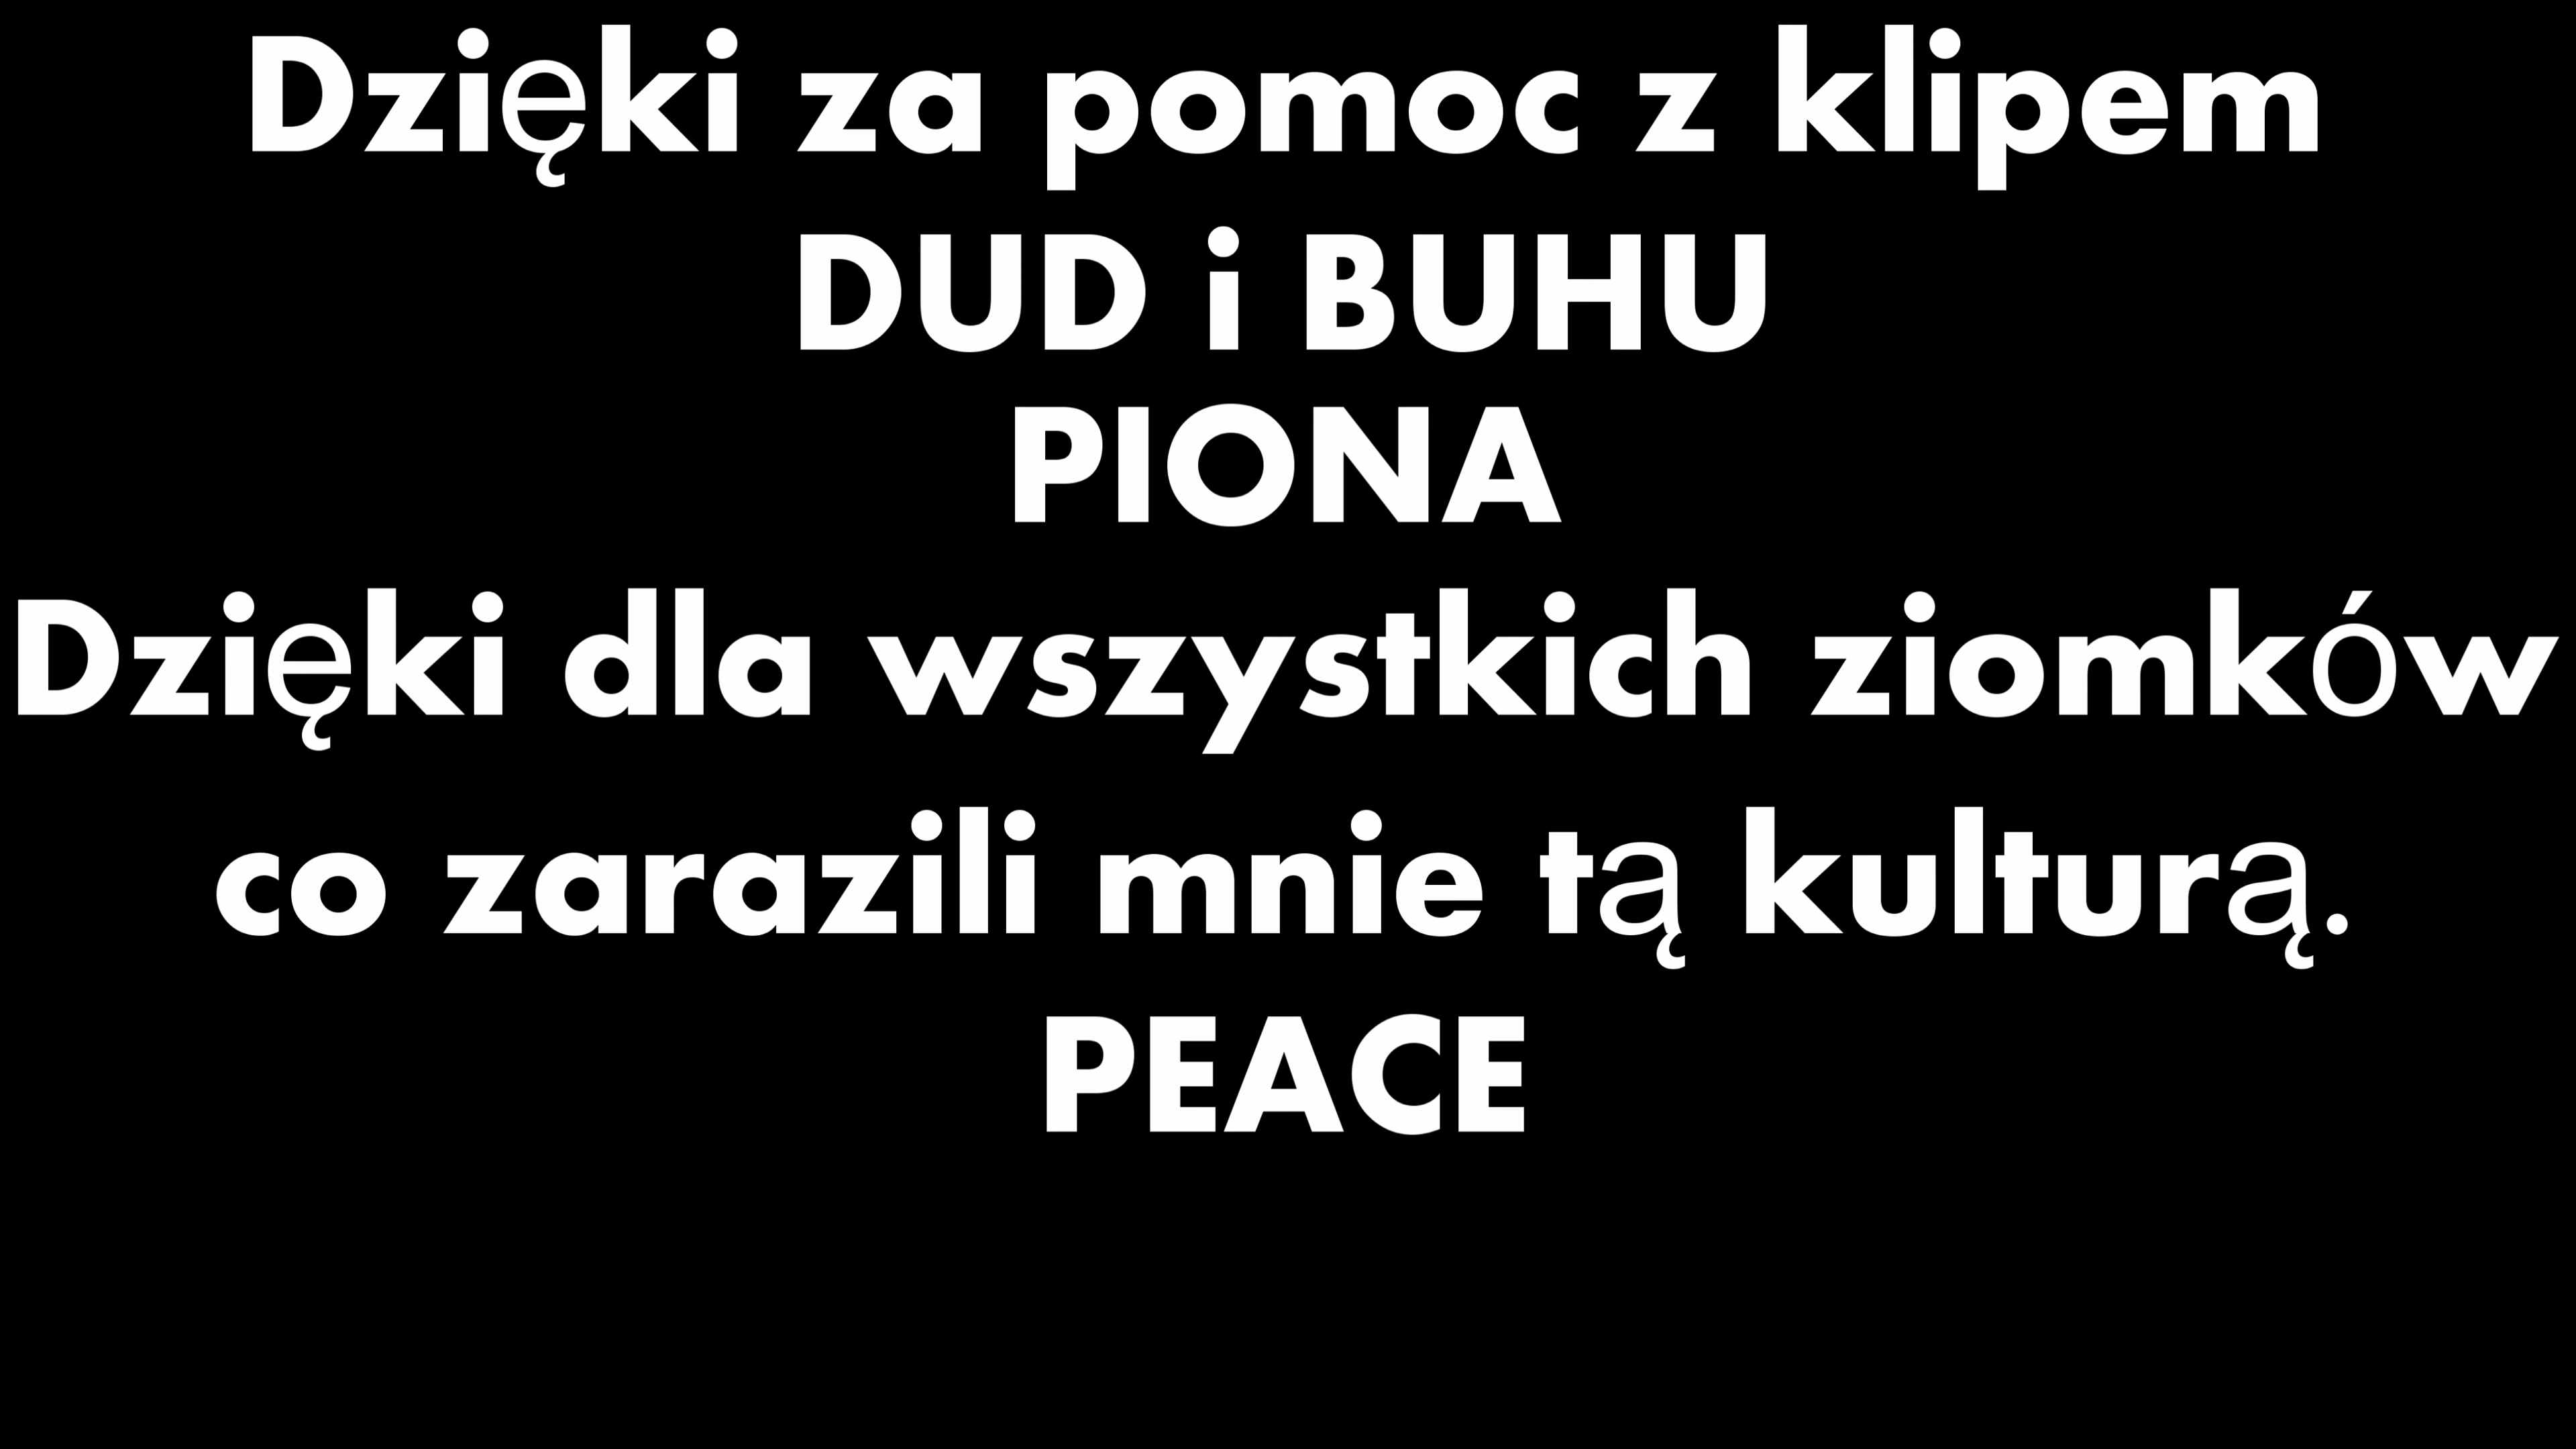 Dzięki za pomoc z klipem
DUD i BUHU
PIONA
Dzięki dla wszystkich ziomków
co zarazili mnie tą kulturą.
PEACE